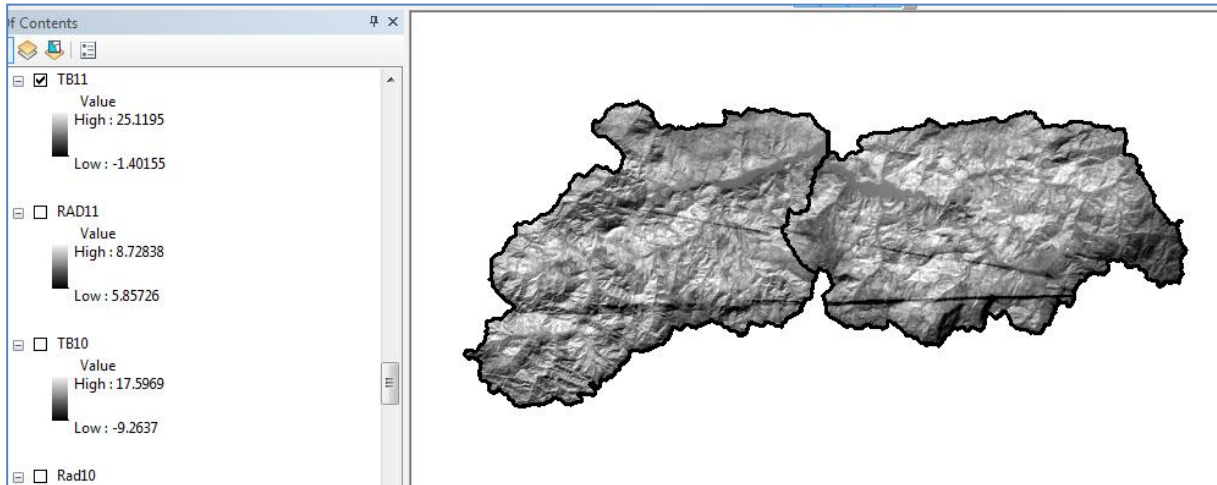 Of Contents
TB11
Value
High : 25.1195
Low : -1.40155
RAD11
Value
High : 8.72838
Low : 5.85726
TB10
Value
High : 17.5969
Low : -9.2637
Rad10